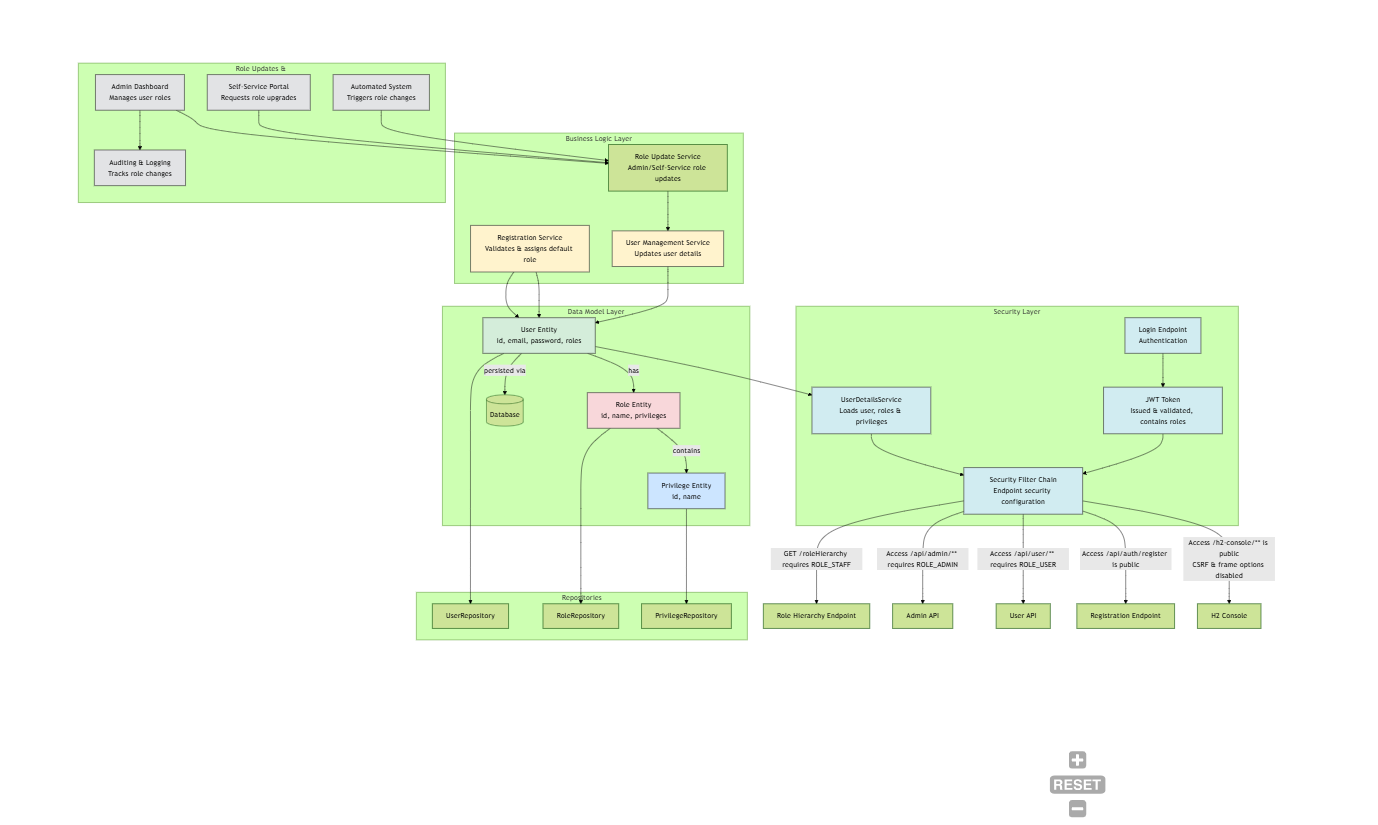 Role Updates &
Admin Dashboard
Manages user roles
Self-Service Portal
Requests role upgrades
Automated System
Triggers role changes
Auditing & Logging
Tracks role changes
Business Logic Layer
Role Update Service
Admin/Self-Service role
updates
Registration Service
Validates & assigns default
role
User Management Service
Updates user details
Data Model Layer
User Entity
id, email, password, roles
persisted via
has
Database
Role Entity
id, name, privileges
contains
Privilege Entity
id, name
Security Layer
Login Endpoint
Authentication
UserDetailsService
Loads user, roles &
privileges
JWT Token
Issued & validated,
contains roles
Security Filter Chain
Endpoint security
configuration
GET /roleHierarchy
requires ROLE_STAFF
Access /api/admin/**
requires ROLE_ADMIN
Access /api/user/**
requires ROLE_USER
Access /api/auth/register
is public
Access /h2-console/** is
public
CSRF & frame options
disabled
Repositories
UserRepository
RoleRepository
PrivilegeRepository
Role Hierarchy Endpoint
Admin API
User API
Registration Endpoint
H2 Console
RESET